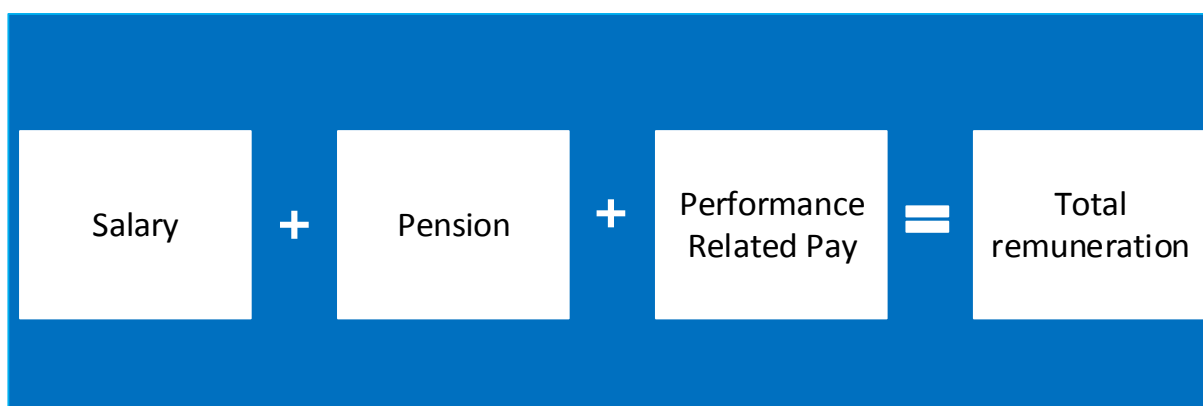 Salary
+
Pension
+
Performance
Related Pay
=
Total
remuneration